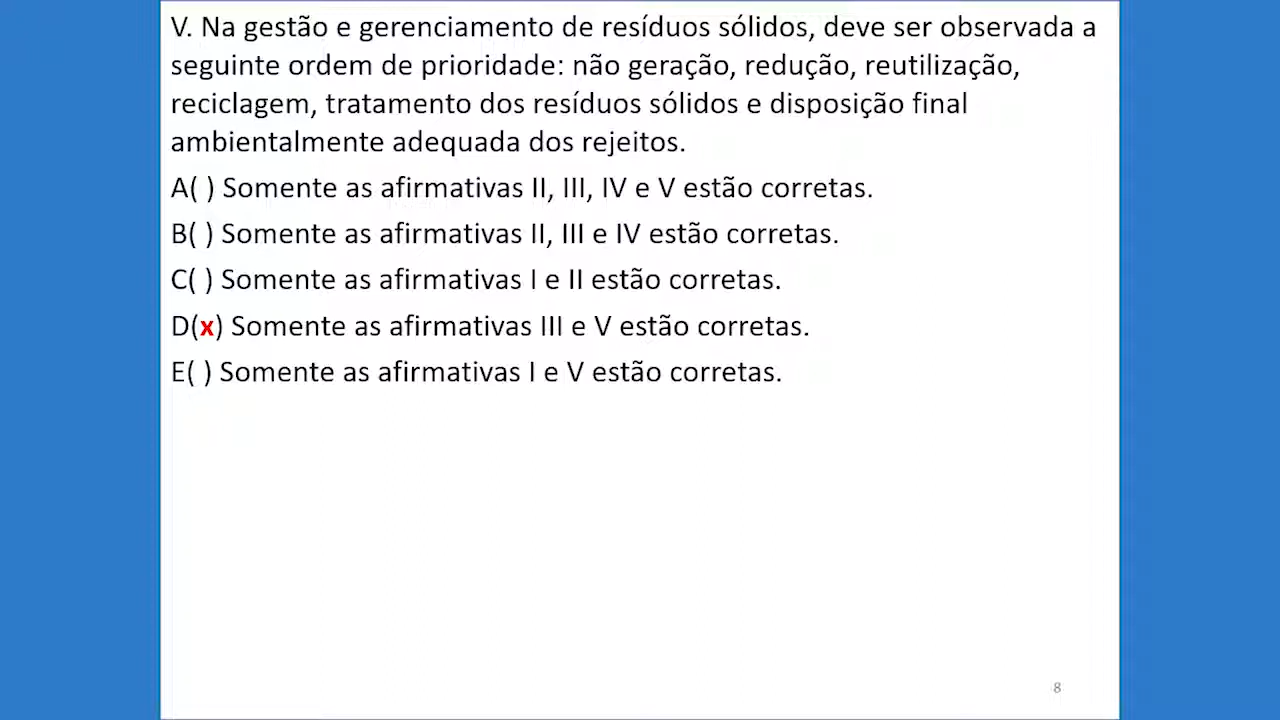 V. Na gestão e gerenciamento de resíduos sólidos, deve ser observada a
seguinte ordem de prioridade: não geração, redução, reutilização,
reciclagem, tratamento dos resíduos sólidos e disposição final
ambientalmente adequada dos rejeitos.
A( ) Somente as afirmativas II, III, IV e V estão corretas.
B( ) Somente as afirmativas II, III e IV estão corretas.
C( ) Somente as afirmativas I e II estão corretas.
D(x) Somente as afirmativas III e V estão corretas.
E( ) Somente as afirmativas I e V estão corretas.
8